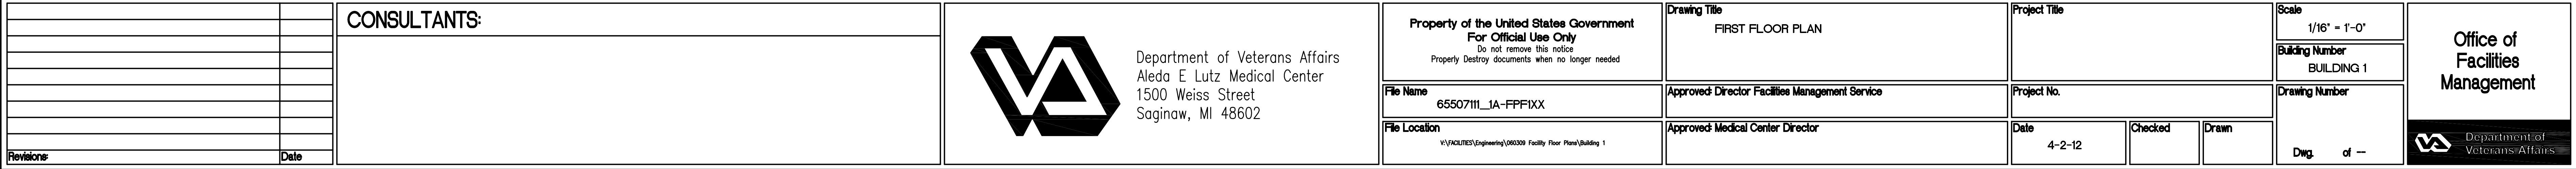 Revisions:
Date
CONSULTANTS:
VA
Department of Veterans Affairs
Aleda E Lutz Medical Center
1500 Weiss Street
Saginaw, MI 48602
Property of the United States Government
For Official Use Only
Do not remove this notice
Properly Destroy documents when no longer needed
File Name
65507111_1A-FPF1XX
File Location
V:\FACILITIES\Engineering\060309 Facility Floor Plans\Building 1
Drawing Title
FIRST FLOOR PLAN
Approved: Director Facilities Management Service
Approved: Medical Center Director
Project Title
Project No.
Date
4-2-12
Checked
Drawn
Scale
1/16" = 1'-0"
Building Number
BUILDING 1
Drawing Number
Dwg. of --
Office of
Facilities
Management
VA
Department of
Veterans Affairs